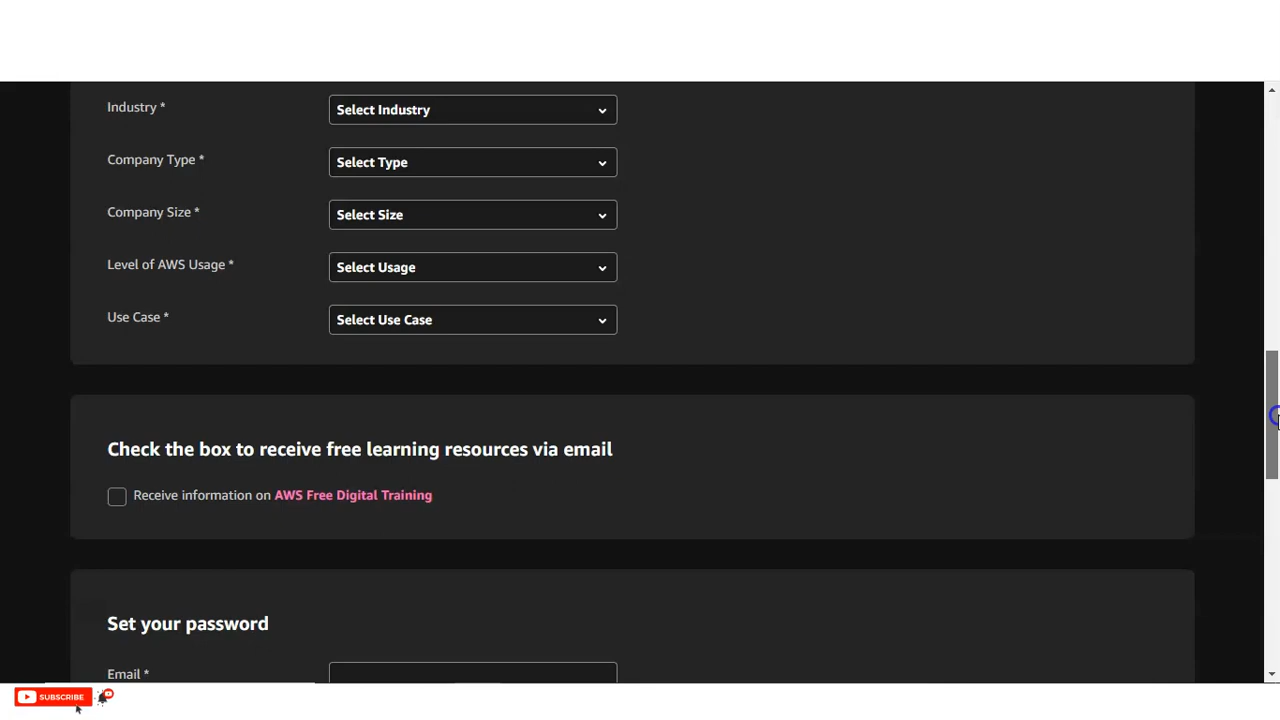 Industry *
Select Industry
Company Type *
Select Type
Company Size *
Select Size
Level of AWS Usage *
Select Usage
Use Case *
Select Use Case
Check the box to receive free learning resources via email
Receive information on AWS Free Digital Training
Set your password
Email *
SUBSCRIBE